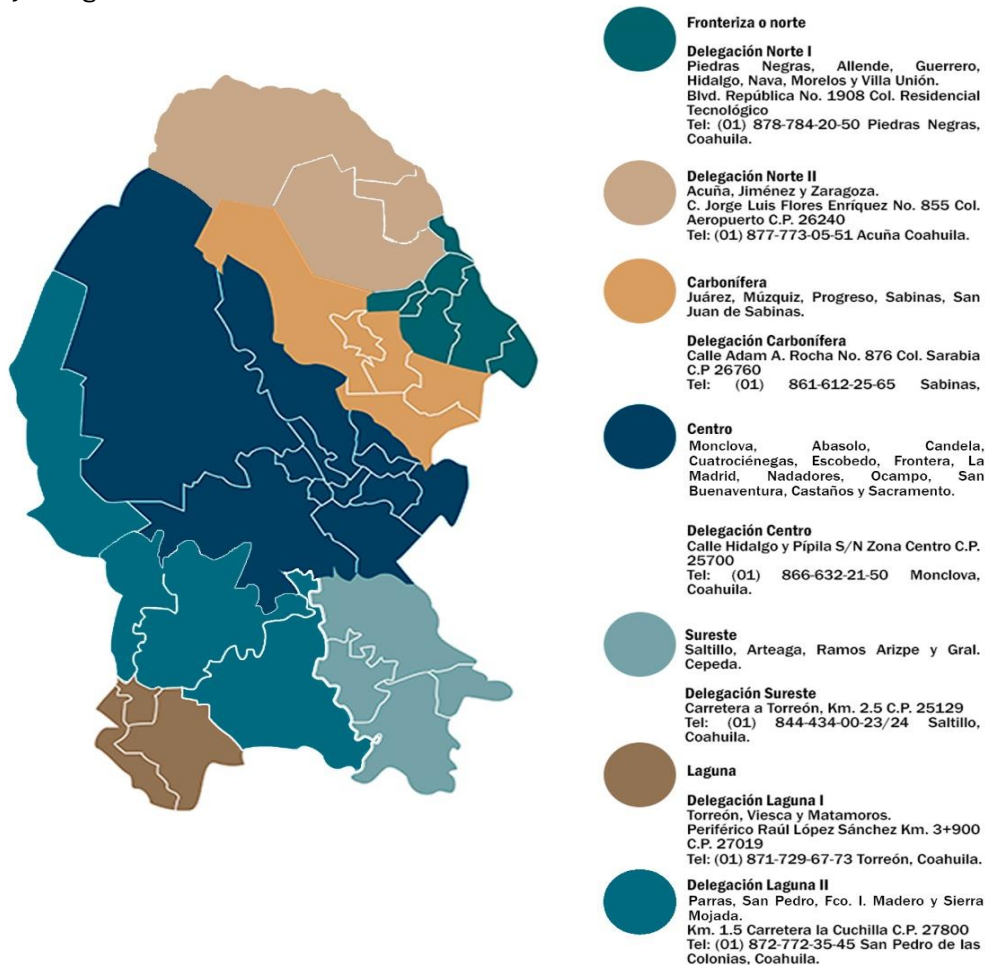 Fronteriza o norte
Delegación Norte I
Piedras Negras, Allende, Guerrero,
Hidalgo, Nava, Morelos y Villa Unión.
Blvd. República No. 1908 Col. Residencial
Tecnológico
Tel: (01) 878-784-20-50 Piedras Negras,
Coahuila.
Delegación Norte II
Acuña, Jiménez y Zaragoza.
C. Jorge Luis Flores Enríquez No. 855 Col.
Aeropuerto C.P. 26240
Tel: (01) 877-773-05-51 Acuña Coahuila.
Carbonífera
Juárez, Múzquiz, Progreso, Sabinas, San
Juan de Sabinas.
Delegación Carbonífera
Calle Adam A. Rocha No. 876 Col. Sarabia
C.P 26760
Tel: (01) 861-612-25-65 Sabinas,
Centro
Monclova, Abasolo, Candela,
Cuatrociénegas, Escobedo, Frontera, La
Madrid, Nadadores, Ocampo, San
Buenaventura, Castaños y Sacramento.
Delegación Centro
Calle Hidalgo y Pípila S/N Zona Centro C.P.
25700
Tel: (01) 866-632-21-50 Monclova,
Coahuila.
Sureste
Saltillo, Arteaga, Ramos Arizpe y Gral.
Cepeda.
Delegación Sureste
Carretera a Torreón, Km. 2.5 C.P. 25129
Tel: (01) 844-434-00-23/24 Saltillo,
Coahuila.
Laguna
Delegación Laguna I
Torreón, Viesca y Matamoros.
Periférico Raúl López Sánchez Km. 3+900
C.P. 27019
Tel: (01) 871-729-67-73 Torreón, Coahuila.
Delegación Laguna II
Parras, San Pedro, Fco. I. Madero y Sierra
Mojada.
Km. 1.5 Carretera la Cuchilla C.P. 27800
Tel: (01) 872-772-35-45 San Pedro de las
Colonias, Coahuila.